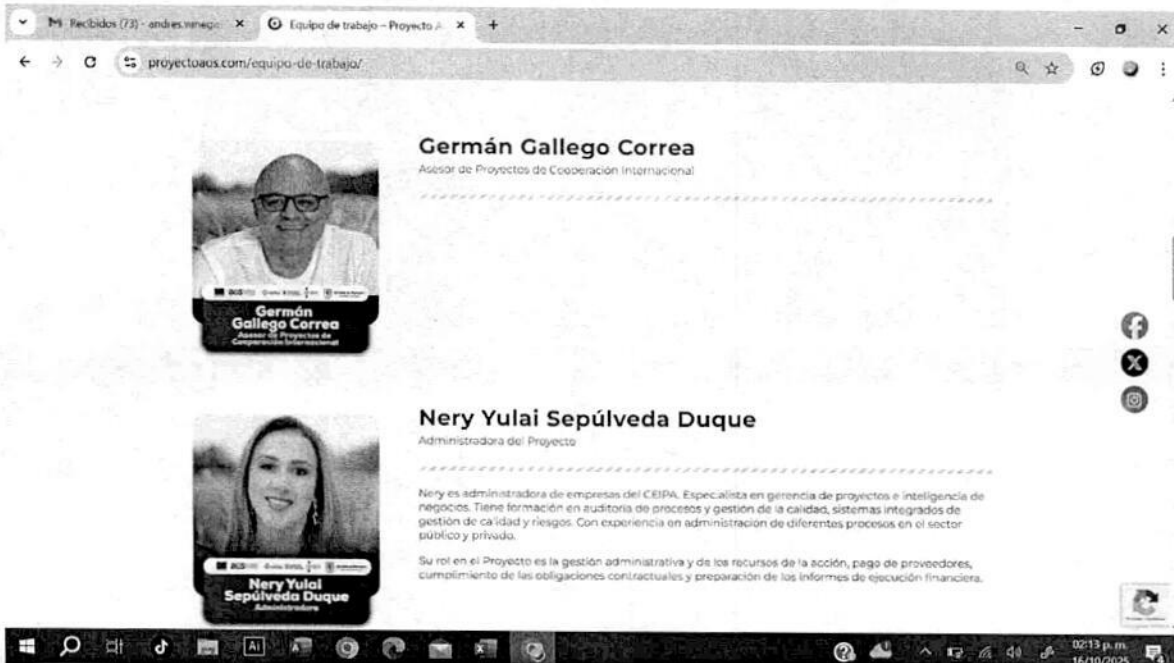 Recibidos (73) - andres.vanega
Equipo de trabajo – Proyecto A
proyectoaos.com/equipo-de-trabajo/
Germán Gallego Correa
Asesor de Proyectos de Cooperación Internacional
Germán
Gallego Correa
Asesor de Proyectos de
Cooperación Internacional
Nery Yulai Sepúlveda Duque
Administradora del Proyecto
Nery es administradora de empresas del CEIPA. Especialista en gerencia de proyectos e inteligencia de
negocios. Tiene formación en auditoria de procesos y gestión de la calidad, sistemas integrados de
gestión de calidad y riesgos. Con experiencia en administración de diferentes procesos en el sector
público y privado.
Su rol en el Proyecto es la gestión administrativa y de los recursos de la acción, pago de proveedores,
cumplimiento de las obligaciones contractuales y preparación de los informes de ejecución financiera.
Nery Yulai
Sepúlveda Duque
Administradora
Ai
02:13 p. m.
16/10/2025